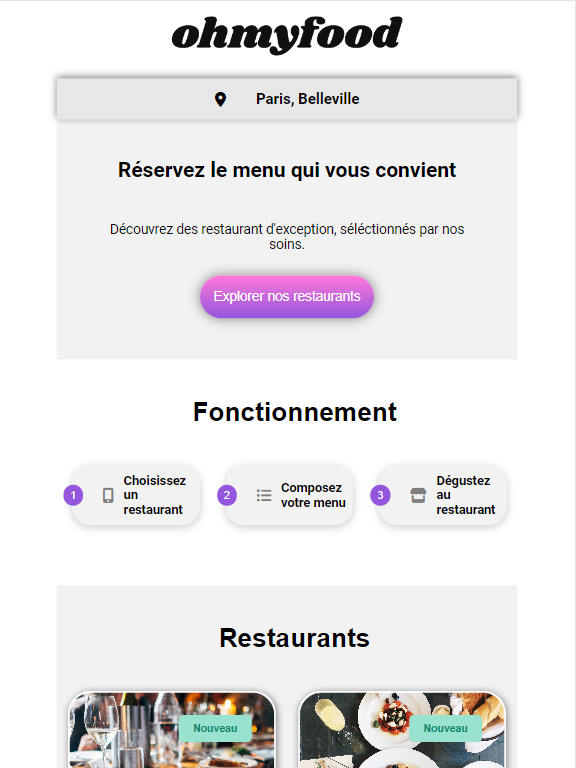 ohmyfood
Paris, Belleville
Réservez le menu qui vous convient
Découvrez des restaurant d'exception, séléctionnés par nos
soins.
Explorer nos restaurants
Fonctionnement
1
Choisissez
un
restaurant
2
Composez
votre menu
3
Dégustez
au
restaurant
Restaurants
Nouveau
Nouveau